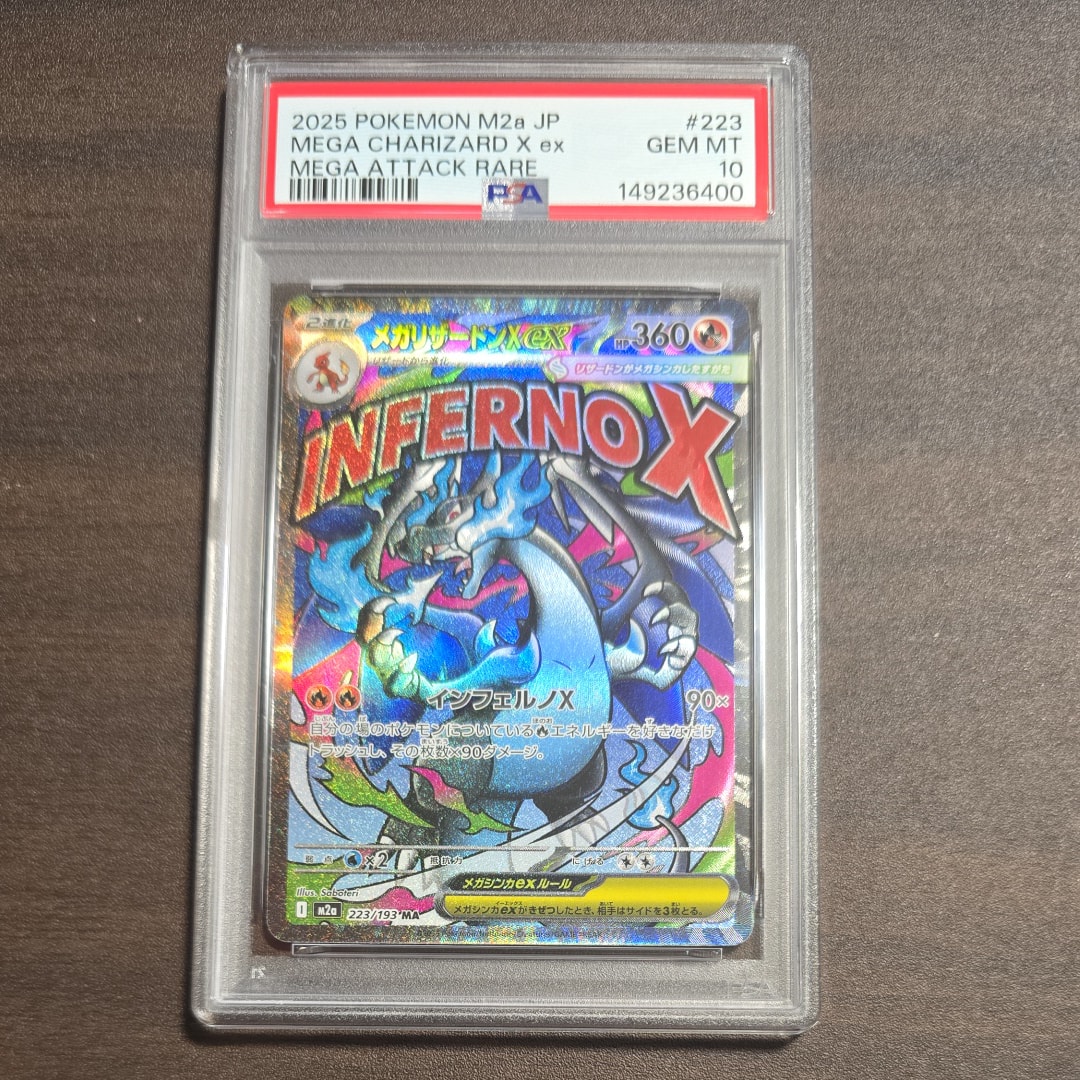 2025 POKEMON M2a JP #223
MEGA CHARIZARD X ex GEM MT
MEGA ATTACK RARE 10
PSA 149236400
2進化 メガリザードンXex HP 360
リザードから進化 リザードンがメガシンカしたすがた
INFERNO X
インフェルノX 90×
自分の場のポケモンについているエネルギーを好きなだけ
トラッシュし、その枚数×90ダメージ。
弱点 ×2 抵抗力 にげる
Illus. Saboteri
メガシンカexルール
I M2a 223/193 MA
メガシンカexがきぜつしたとき、相手はサイドを3枚とる。